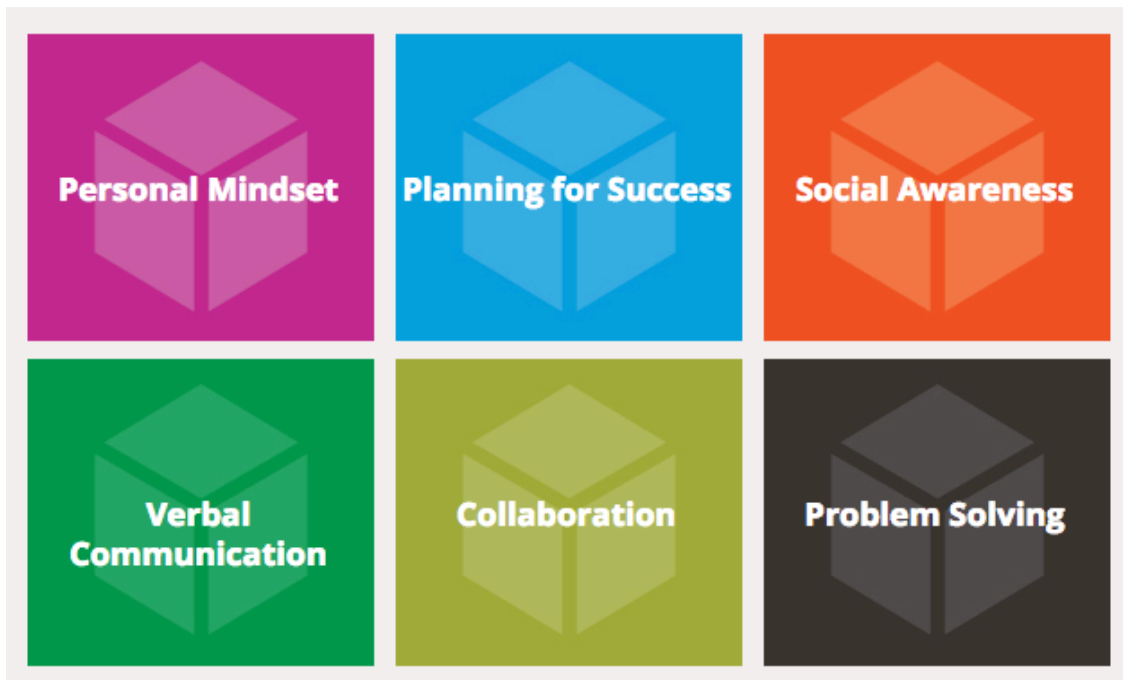 Personal Mindset
Planning for Success
Social Awareness
Verbal
Communication
Collaboration
Problem Solving